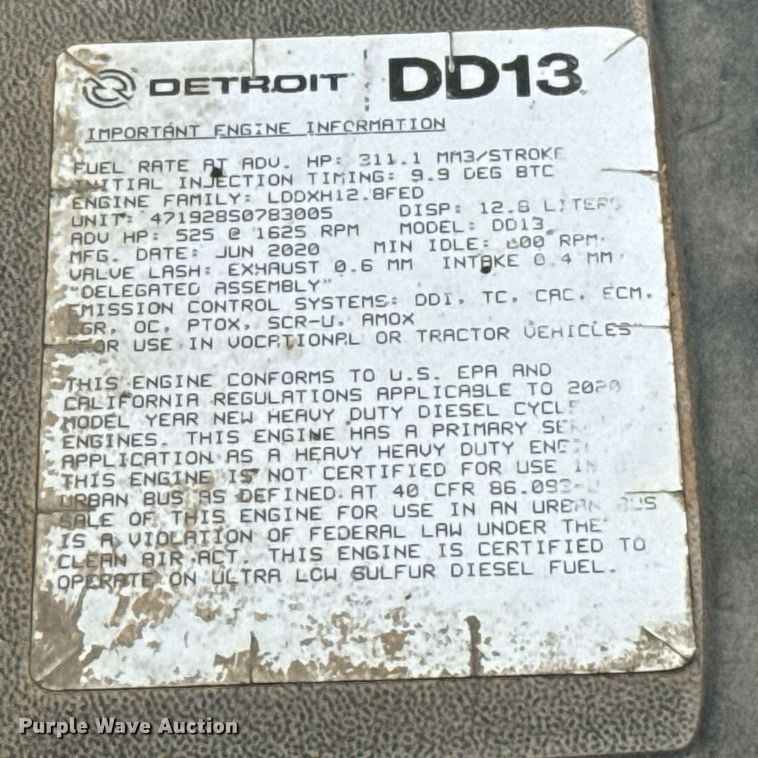 DETROIT DD13
IMPORTANT ENGINE INFORMATION
FUEL RATE AT ADV. HP: 311.1 MM3/STROKE
INITIAL INJECTION TIMING: 9.9 DEG BTC
ENGINE FAMILY: LDDXH12.8FED
UNIT: 471928S0783005 DISP: 12.8 LITERS
ADV HP: 525 @ 1625 RPM MODEL: DD13
MFG. DATE: JUN 2020 MIN IDLE: 600 RPM
VALVE LASH: EXHAUST 0.6 MM INTAKE 0.4 MM
"DELEGATED ASSEMBLY"
EMISSION CONTROL SYSTEMS: DDI, TC, CAC, ECM,
EGR, OC, PTOX, SCR-U, AMOX
"FOR USE IN VOCATIONAL OR TRACTOR VEHICLES"
THIS ENGINE CONFORMS TO U.S. EPA AND
CALIFORNIA REGULATIONS APPLICABLE TO 2020
MODEL YEAR NEW HEAVY DUTY DIESEL CYCLE
ENGINES. THIS ENGINE HAS A PRIMARY
APPLICATION AS A HEAVY HEAVY DUTY
THIS ENGINE IS NOT CERTIFIED FOR USE IN
URBAN BUS AS DEFINED AT 40 CFR
SALE OF THIS ENGINE FOR USE IN AN URBAN BUS
IS A VIOLATION OF FEDERAL LAW UNDER THE
CLEAN AIR ACT. THIS ENGINE IS CERTIFIED TO
OPERATE ON ULTRA LOW SULFUR DIESEL FUEL.
Purple Wave Auction